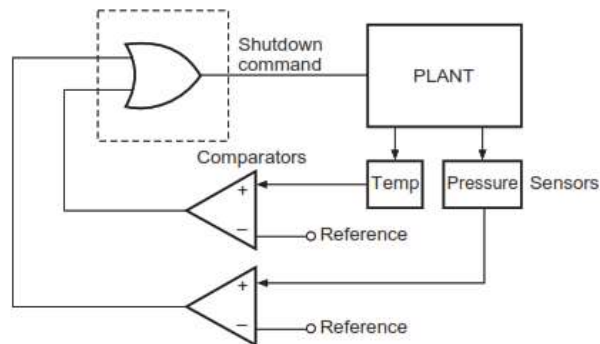 Shutdown
command
PLANT
Comparators
Temp
Pressure
Sensors
+
–
Reference
+
–
Reference